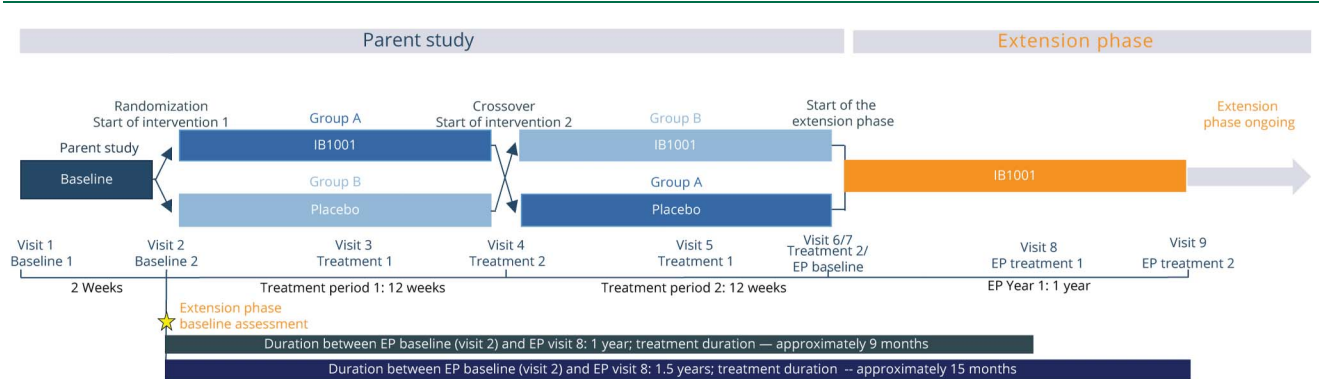 Parent study
Extension phase
Randomization
Start of intervention 1
Group A
Crossover
Start of intervention 2
Group B
Start of the
extension phase
Extension
phase ongoing
Parent study
Baseline
IB1001
IB1001
IB1001
Group B
Placebo
Group A
Placebo
Visit 1
Baseline 1
Visit 2
Baseline 2
Visit 3
Treatment 1
Visit 4
Treatment 2
Visit 5
Treatment 1
Visit 6/7
Treatment 2/
EP baseline
Visit 8
EP treatment 1
Visit 9
EP treatment 2
2 Weeks
Treatment period 1: 12 weeks
Treatment period 2: 12 weeks
EP Year 1: 1 year
Extension phase
baseline assessment
Duration between EP baseline (visit 2) and EP visit 8: 1 year; treatment duration — approximately 9 months
Duration between EP baseline (visit 2) and EP visit 8: 1.5 years; treatment duration -- approximately 15 months